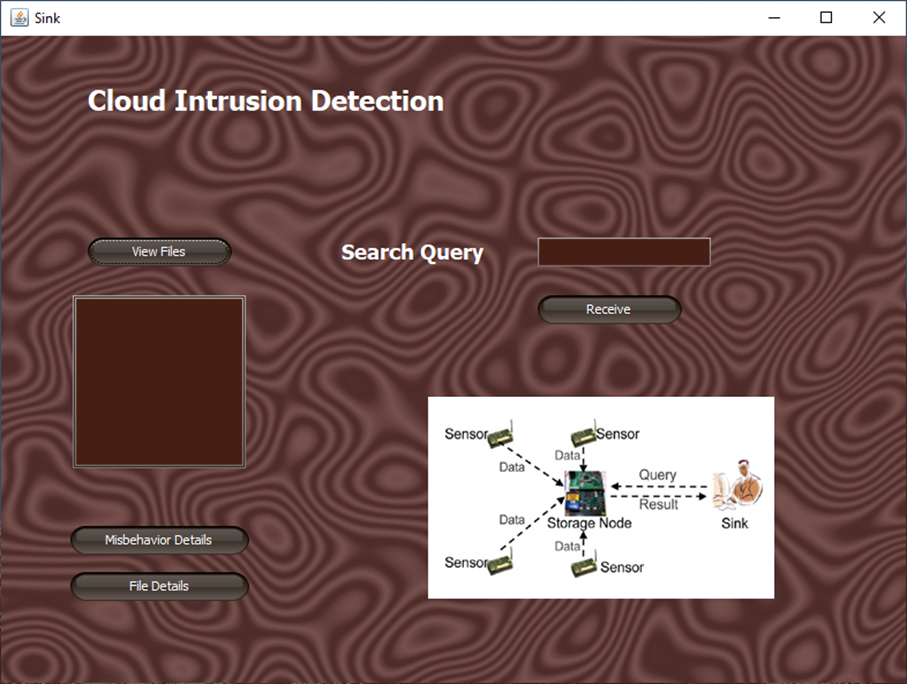 Sink
Cloud Intrusion Detection
View Files
Search Query
Receive
Misbehavior Details
File Details
Sensor
Sensor
Data
Data
Query
Result
Storage Node
Sink
Data
Data
Sensor
Sensor